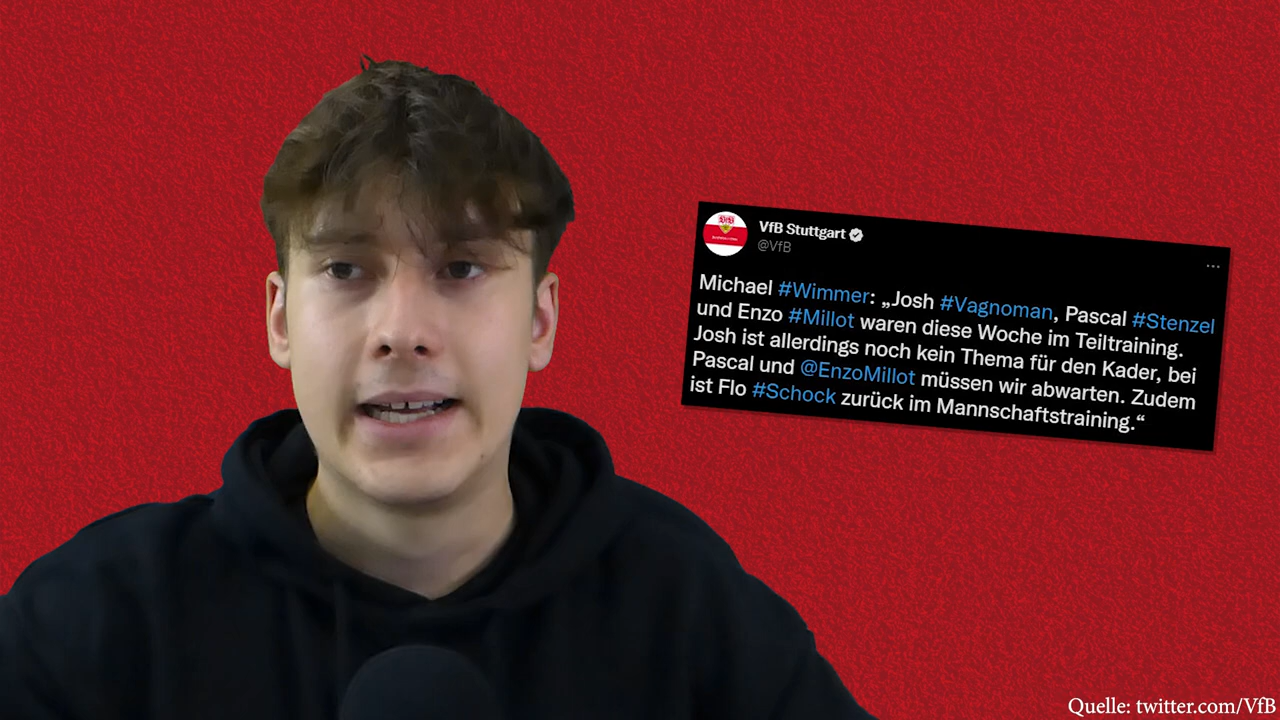 VfB Stuttgart
@VfB
Michael #Wimmer: „Josh #Vagnoman, Pascal #Stenzel
und Enzo #Millot waren diese Woche im Teiltraining.
Josh ist allerdings noch kein Thema für den Kader, bei
Pascal und @EnzoMillot müssen wir abwarten. Zudem
ist Flo #Schock zurück im Mannschaftstraining.“
Quelle: twitter.com/VfB